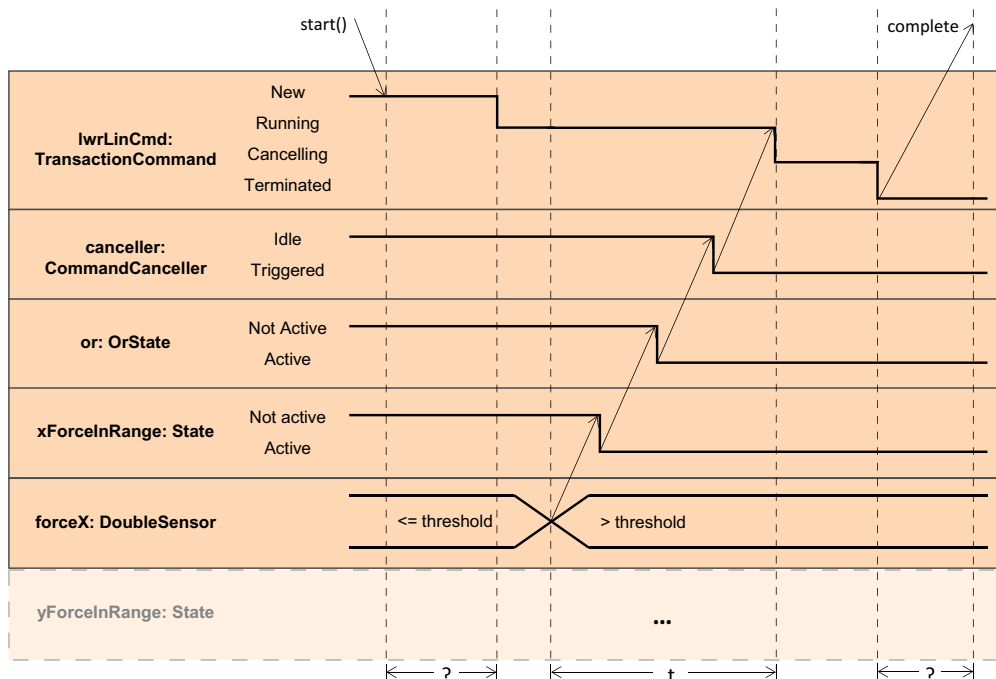 start()
complete
lwrLinCmd:
TransactionCommand
New
Running
Cancelling
Terminated
canceller:
CommandCanceller
Idle
Triggered
or: OrState
Not Active
Active
xForceInRange: State
Not active
Active
forceX: DoubleSensor
<= threshold
> threshold
yForceInRange: State
...
?
t
?